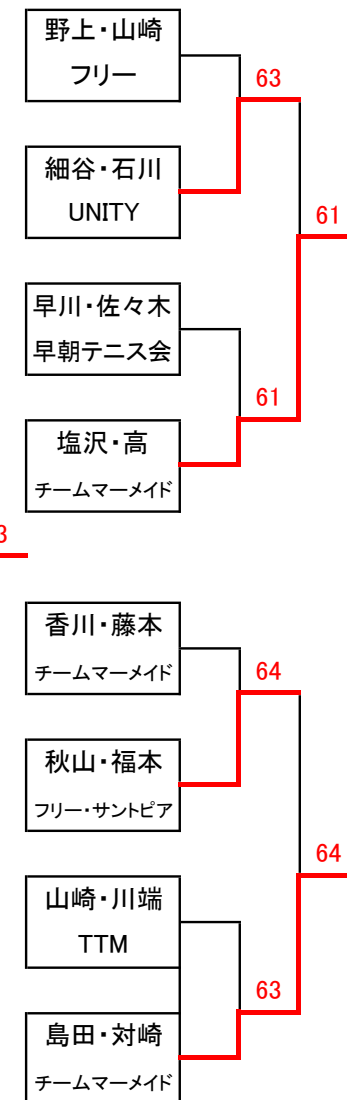 野上・山崎
フリー
63
細谷・石川
UNITY
61
早川・佐々木
早朝テニス会
61
塩沢・高
チームマーメイド
3
香川・藤本
チームマーメイド
64
秋山・福本
フリー・サントピア
64
山崎・川端
TTM
63
島田・対崎
チームマーメイド